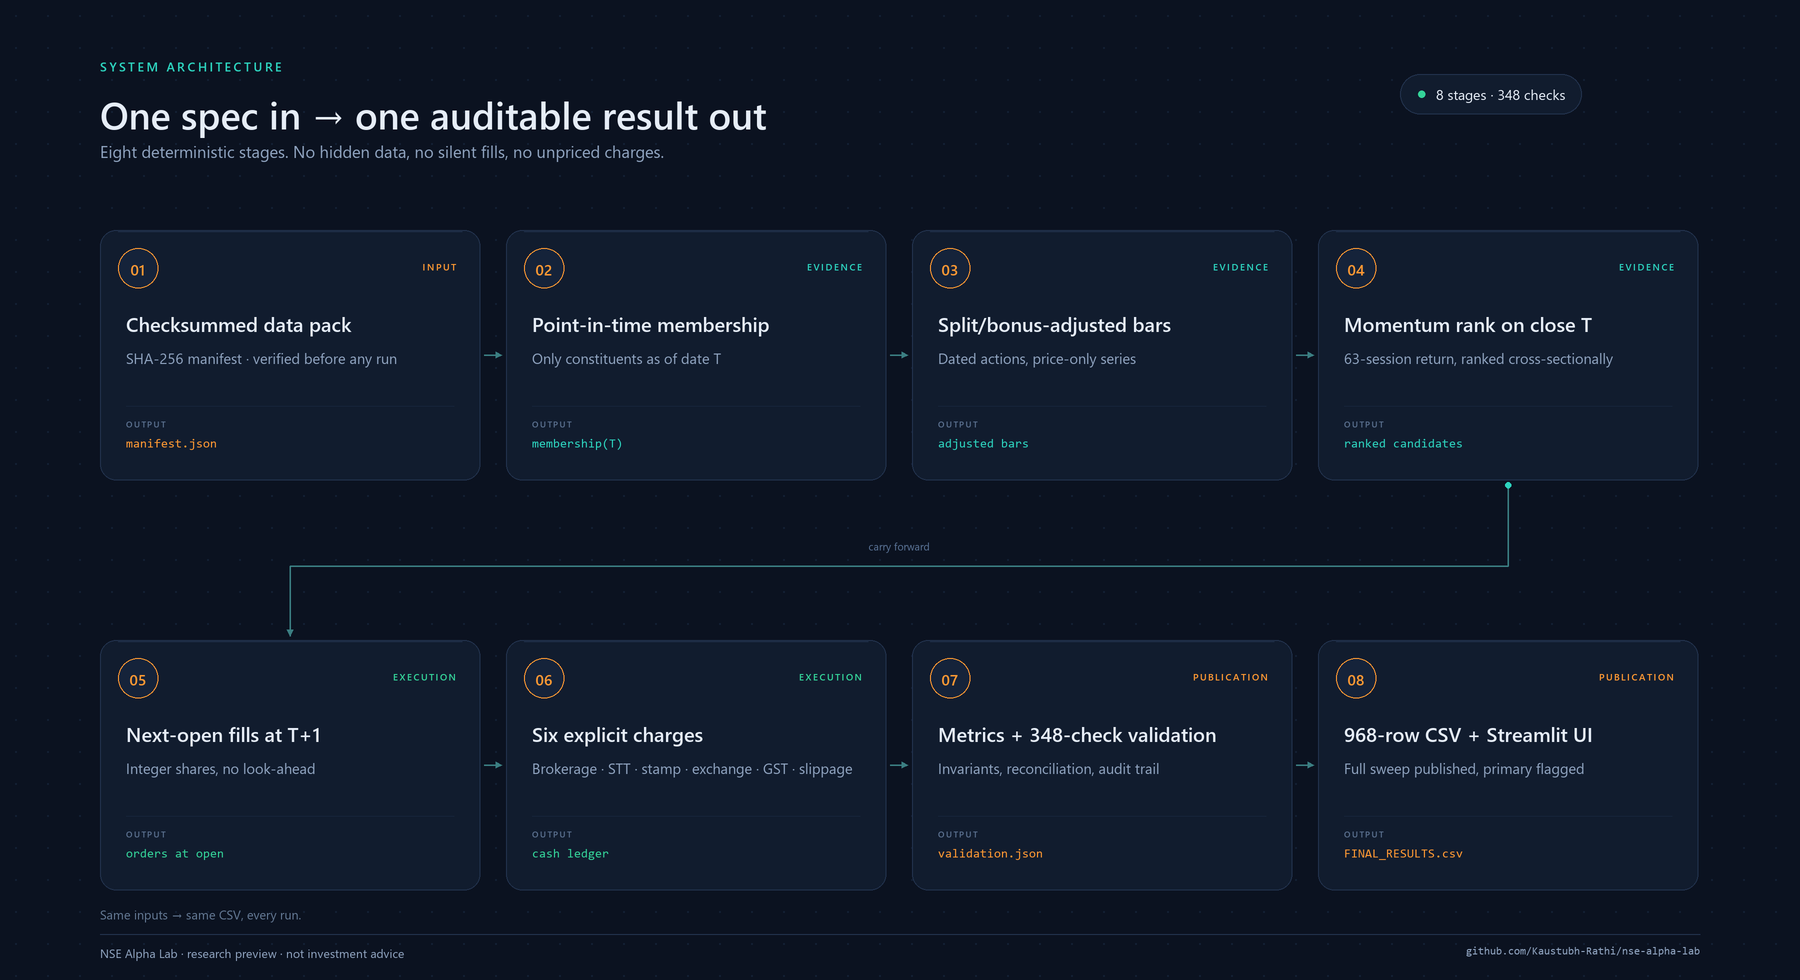 SYSTEM ARCHITECTURE
8 stages · 348 checks
One spec in → one auditable result out
Eight deterministic stages. No hidden data, no silent fills, no unpriced charges.
01
INPUT
Checksummed data pack
SHA-256 manifest · verified before any run
OUTPUT
manifest.json
02
EVIDENCE
Point-in-time membership
Only constituents as of date T
OUTPUT
membership(T)
03
EVIDENCE
Split/bonus-adjusted bars
Dated actions, price-only series
OUTPUT
adjusted bars
04
EVIDENCE
Momentum rank on close T
63-session return, ranked cross-sectionally
OUTPUT
ranked candidates
carry forward
05
EXECUTION
Next-open fills at T+1
Integer shares, no look-ahead
OUTPUT
orders at open
06
EXECUTION
Six explicit charges
Brokerage · STT · stamp · exchange · GST · slippage
OUTPUT
cash ledger
07
PUBLICATION
Metrics + 348-check validation
Invariants, reconciliation, audit trail
OUTPUT
validation.json
08
PUBLICATION
968-row CSV + Streamlit UI
Full sweep published, primary flagged
OUTPUT
FINAL_RESULTS.csv
Same inputs → same CSV, every run.
NSE Alpha Lab · research preview · not investment advice
github.com/Kaustubh-Rathi/nse-alpha-lab